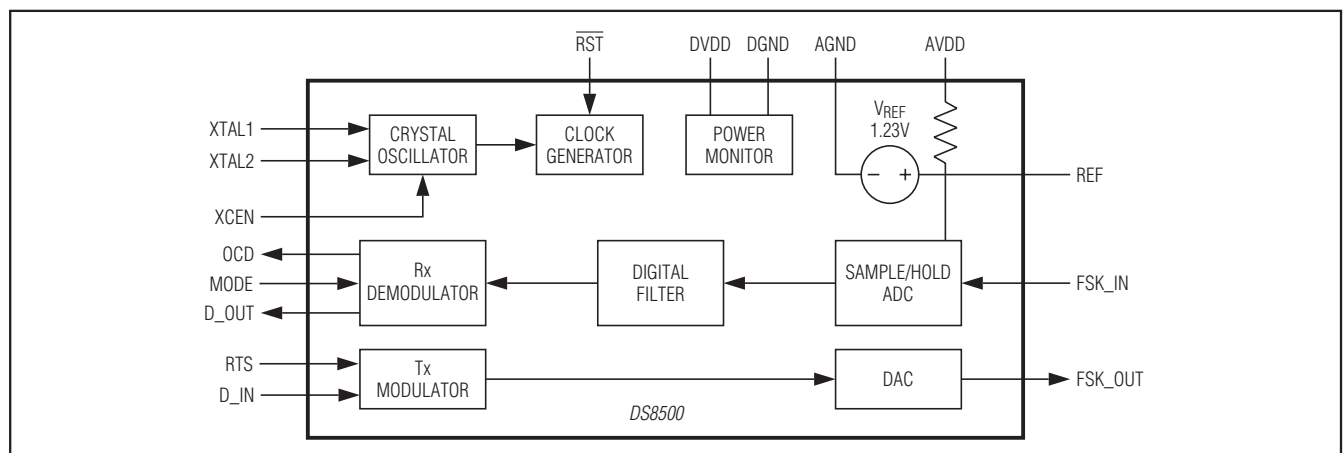 RST
DVDD
DGND
AGND
AVDD
XTAL1
XTAL2
XCEN
CRYSTAL
OSCILLATOR
CLOCK
GENERATOR
POWER
MONITOR
VREF
1.23V
− +
REF
OCD
MODE
D_OUT
Rx
DEMODULATOR
DIGITAL
FILTER
SAMPLE/HOLD
ADC
FSK_IN
RTS
D_IN
Tx
MODULATOR
DAC
FSK_OUT
DS8500